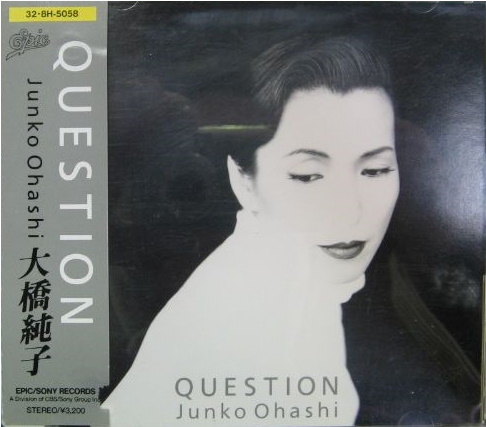 32・8H-5058
Epic
QUESTION
Junko Ohashi
大橋純子
EPIC/SONY RECORDS
A Division of CBS/Sony Group Inc.
STEREO/¥3,200
QUESTION
Junko Ohashi